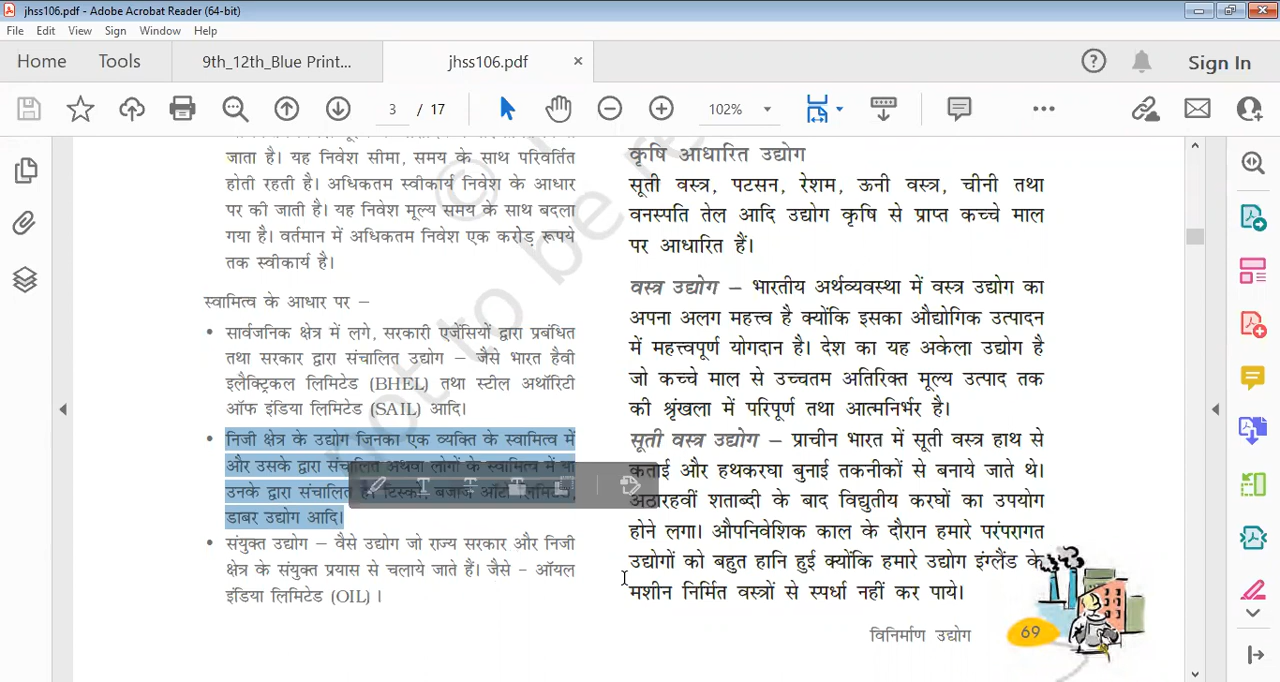 jhss106.pdf - Adobe Acrobat Reader (64-bit)
File Edit View Sign Window Help
Home Tools 9th_12th_Blue Print... jhss106.pdf × Sign In
3 / 17 102%
जाता है। यह निवेश सीमा, समय के साथ परिवर्तित
होती रहती है। अधिकतम स्वीकार्य निवेश के आधार
पर की जाती है। यह निवेश मूल्य समय के साथ बदला
गया है। वर्तमान में अधिकतम निवेश एक करोड़ रूपये
तक स्वीकार्य है।
स्वामित्व के आधार पर –
• सार्वजनिक क्षेत्र में लगे, सरकारी एजेंसियों द्वारा प्रबंधित
तथा सरकार द्वारा संचालित उद्योग – जैसे भारत हैवी
इलैक्ट्रिकल लिमिटेड (BHEL) तथा स्टील अथॉरिटी
ऑफ इंडिया लिमिटेड (SAIL) आदि।
• निजी क्षेत्र के उद्योग जिनका एक व्यक्ति के स्वामित्व में
और उसके द्वारा संचालित अथवा लोगों के स्वामित्व में या
उनके द्वारा संचालित है। टिस्को, बजाज ऑटो लिमिटेड,
डाबर उद्योग आदि।
• संयुक्त उद्योग – वैसे उद्योग जो राज्य सरकार और निजी
क्षेत्र के संयुक्त प्रयास से चलाये जाते हैं। जैसे – ऑयल
इंडिया लिमिटेड (OIL) ।
कृषि आधारित उद्योग
सूती वस्त्र, पटसन, रेशम, ऊनी वस्त्र, चीनी तथा
वनस्पति तेल आदि उद्योग कृषि से प्राप्त कच्चे माल
पर आधारित हैं।
वस्त्र उद्योग – भारतीय अर्थव्यवस्था में वस्त्र उद्योग का
अपना अलग महत्त्व है क्योंकि इसका औद्योगिक उत्पादन
में महत्त्वपूर्ण योगदान है। देश का यह अकेला उद्योग है
जो कच्चे माल से उच्चतम अतिरिक्त मूल्य उत्पाद तक
की श्रृंखला में परिपूर्ण तथा आत्मनिर्भर है।
सूती वस्त्र उद्योग – प्राचीन भारत में सूती वस्त्र हाथ से
कताई और हथकरघा बुनाई तकनीकों से बनाये जाते थे।
अठारहवीं शताब्दी के बाद विद्युतीय करघों का उपयोग
होने लगा। औपनिवेशिक काल के दौरान हमारे परंपरागत
उद्योगों को बहुत हानि हुई क्योंकि हमारे उद्योग इंग्लैंड के
मशीन निर्मित वस्त्रों से स्पर्धा नहीं कर पाये।
विनिर्माण उद्योग 69
© not to be r